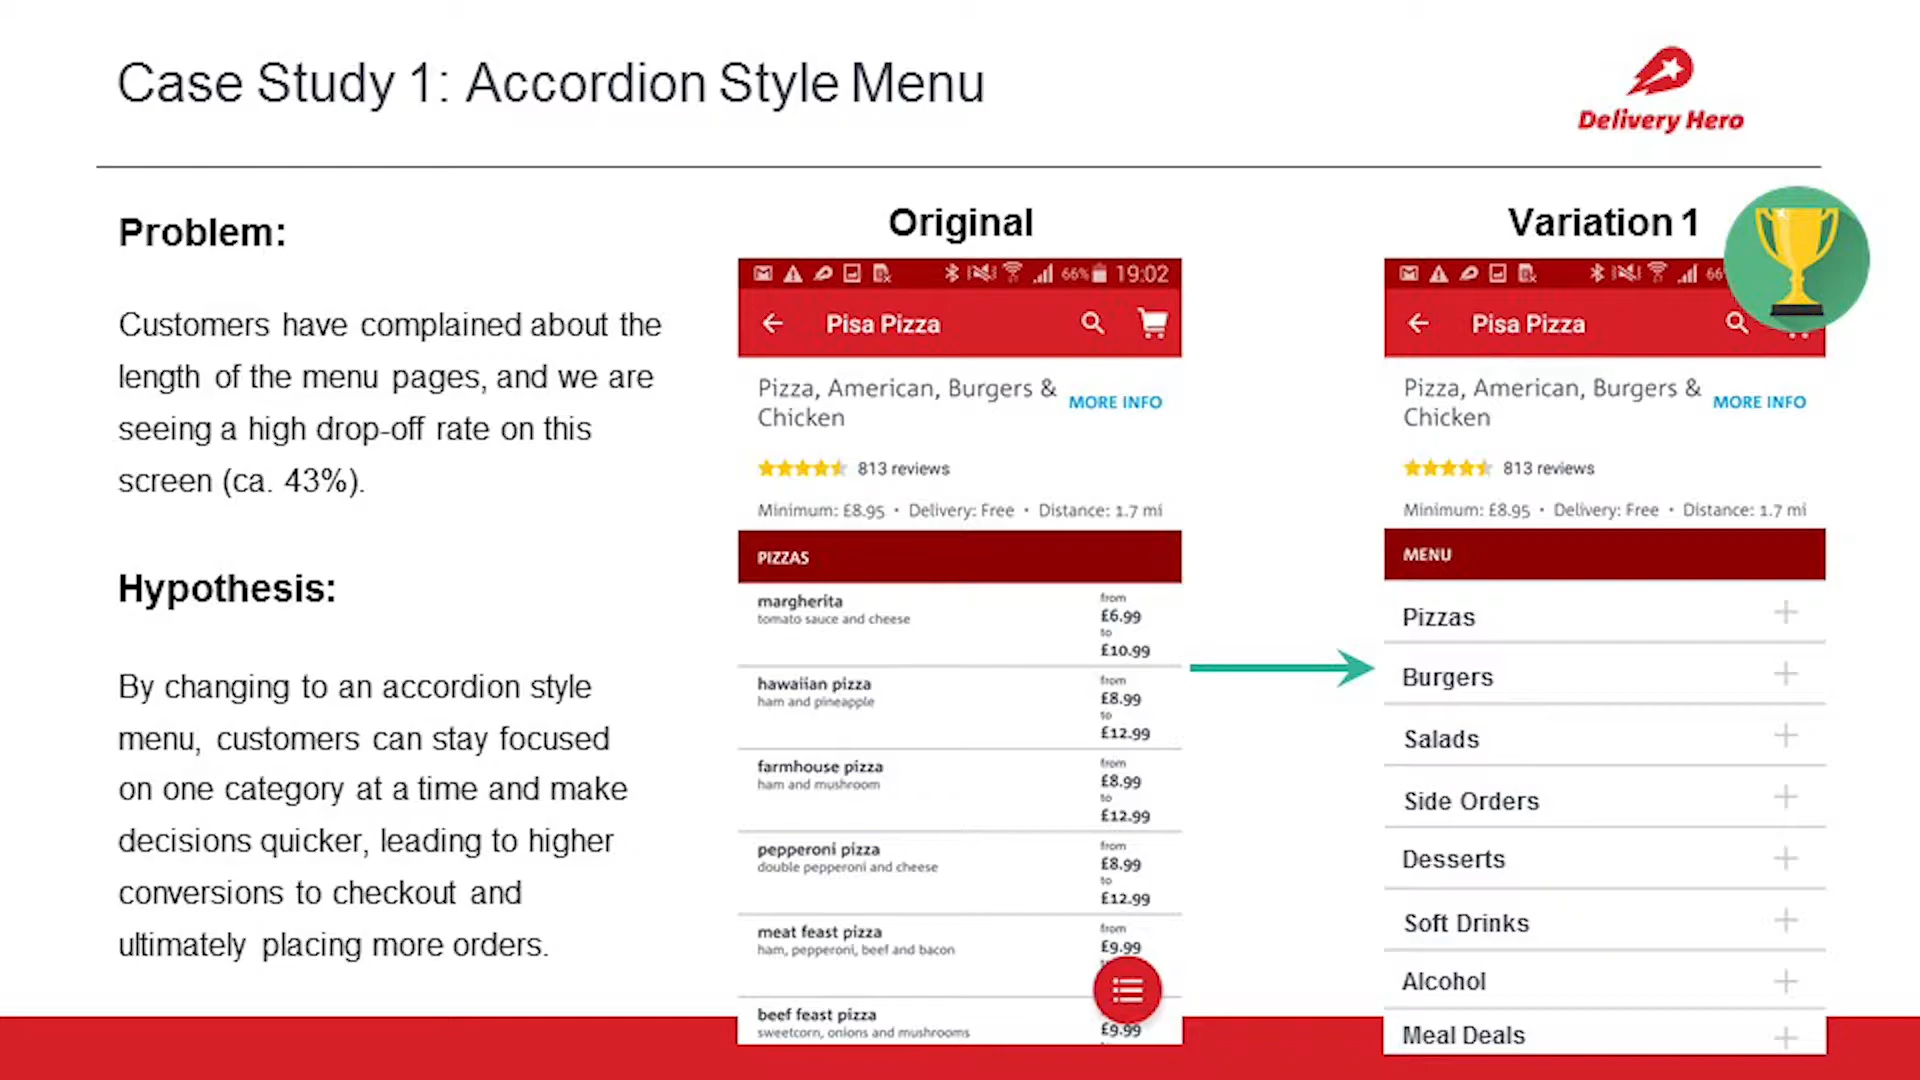 Case Study 1: Accordion Style Menu
Delivery Hero
Problem:
Customers have complained about the
length of the menu pages, and we are
seeing a high drop-off rate on this
screen (ca. 43%).
Hypothesis:
By changing to an accordion style
menu, customers can stay focused
on one category at a time and make
decisions quicker, leading to higher
conversions to checkout and
ultimately placing more orders.
Original
66% 19:02
Pisa Pizza
Pizza, American, Burgers &
Chicken
MORE INFO
813 reviews
Minimum: £8.95 • Delivery: Free • Distance: 1.7 mi
PIZZAS
margherita
tomato sauce and cheese
from
£6.99
to
£10.99
hawaiian pizza
ham and pineapple
from
£8.99
to
£12.99
farmhouse pizza
ham and mushroom
from
£8.99
to
£12.99
pepperoni pizza
double pepperoni and cheese
from
£8.99
to
£12.99
meat feast pizza
ham, pepperoni, beef and bacon
from
£9.99
beef feast pizza
sweetcorn, onions and mushrooms
£9.99
Variation 1
66
Pisa Pizza
Pizza, American, Burgers &
Chicken
MORE INFO
813 reviews
Minimum: £8.95 • Delivery: Free • Distance: 1.7 mi
MENU
Pizzas
Burgers
Salads
Side Orders
Desserts
Soft Drinks
Alcohol
Meal Deals